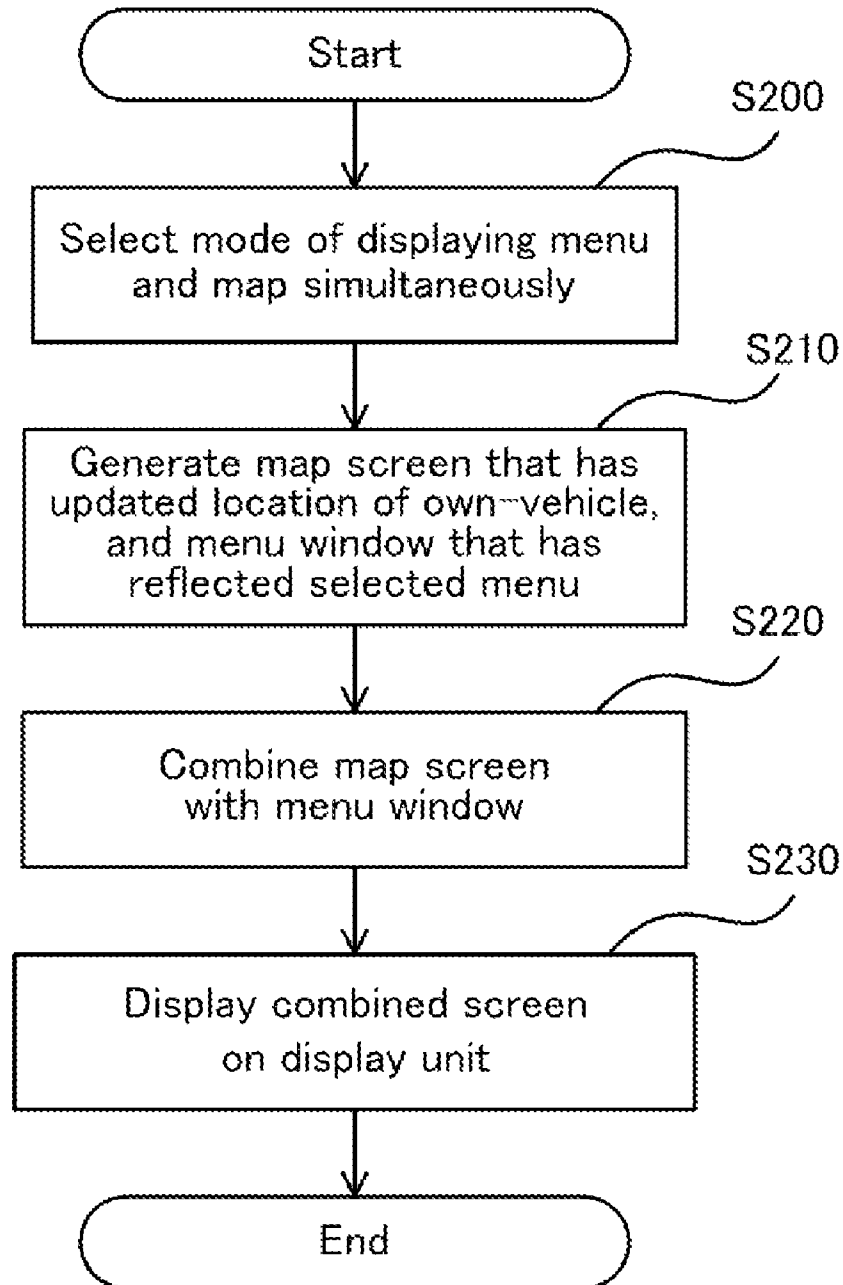 Start
S200
Select mode of displaying menu
and map simultaneously
S210
Generate map screen that has
updated location of own-vehicle,
and menu window that has
reflected selected menu
S220
Combine map screen
with menu window
S230
Display combined screen
on display unit
End